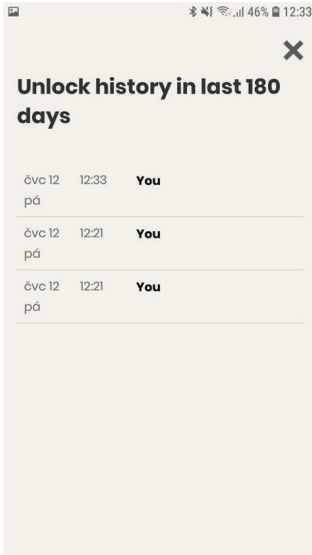 46% 12:33
Unlock history in last 180
days
čvc 12 12:33 You
pá
čvc 12 12:21 You
pá
čvc 12 12:21 You
pá